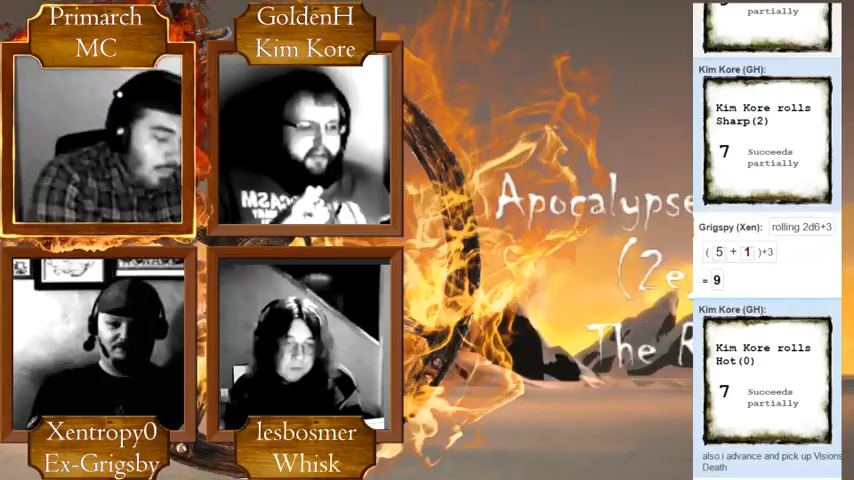 Primarch
MC
GoldenH
Kim Kore
Xentropy0
Ex-Grigsby
lesbosmer
Whisk
Apocalypse
(2e
The R
partially
Kim Kore (GH):
Kim Kore rolls
Sharp(2)
7 Succeeds
partially
Grigspy (Xen): rolling 2d6+3
( 5 + 1 )+3
= 9
Kim Kore (GH):
Kim Kore rolls
Hot(0)
7 Succeeds
partially
also i advance and pick up Visions
Death